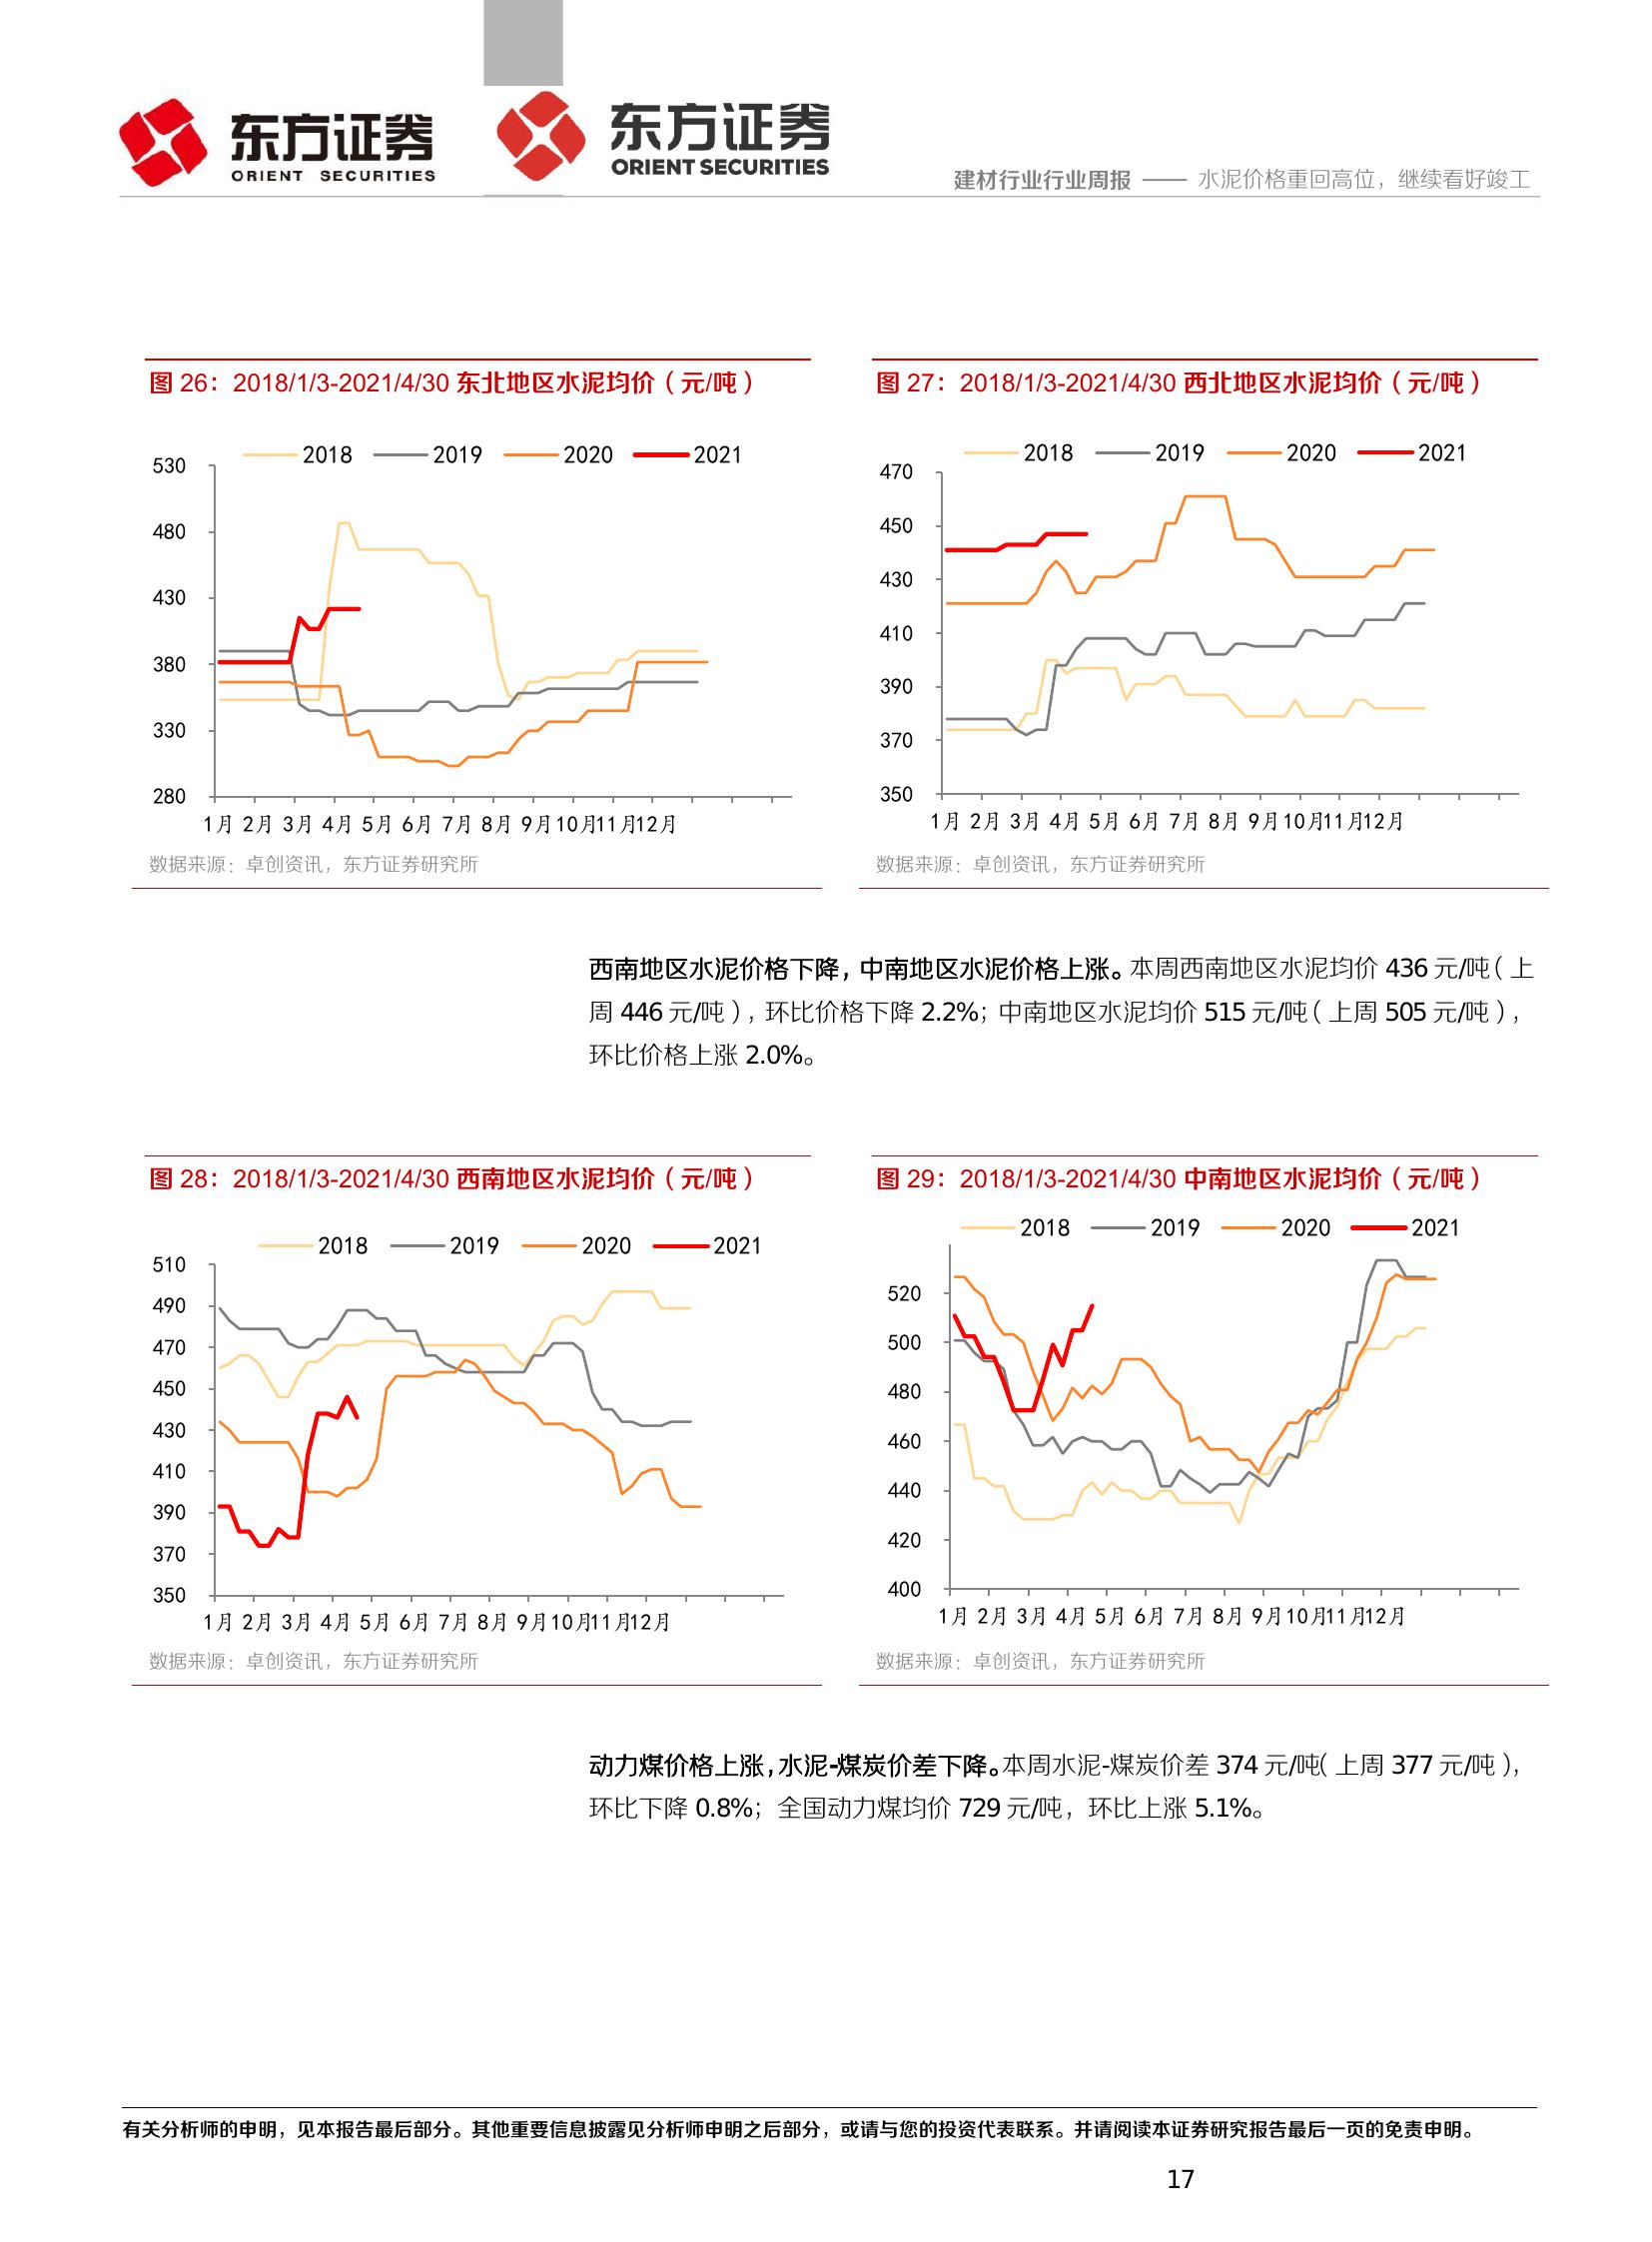 东方证券
ORIENT SECURITIES
东方证券
ORIENT SECURITIES
建材行业行业周报 —— 水泥价格重回高位，继续看好竣工
图 26：2018/1/3-2021/4/30 东北地区水泥均价（元/吨）
2018 2019 2020 2021
530
480
430
380
330
280
1月 2月 3月 4月 5月 6月 7月 8月 9月 10月11月12月
数据来源：卓创资讯，东方证券研究所
图 27：2018/1/3-2021/4/30 西北地区水泥均价（元/吨）
2018 2019 2020 2021
470
450
430
410
390
370
350
1月 2月 3月 4月 5月 6月 7月 8月 9月 10月11月12月
数据来源：卓创资讯，东方证券研究所
西南地区水泥价格下降，中南地区水泥价格上涨。本周西南地区水泥均价 436 元/吨（上
周 446 元/吨），环比价格下降 2.2%；中南地区水泥均价 515 元/吨（上周 505 元/吨），
环比价格上涨 2.0%。
图 28：2018/1/3-2021/4/30 西南地区水泥均价（元/吨）
2018 2019 2020 2021
510
490
470
450
430
410
390
370
350
1月 2月 3月 4月 5月 6月 7月 8月 9月 10月11月12月
数据来源：卓创资讯，东方证券研究所
图 29：2018/1/3-2021/4/30 中南地区水泥均价（元/吨）
2018 2019 2020 2021
520
500
480
460
440
420
400
1月 2月 3月 4月 5月 6月 7月 8月 9月 10月11月12月
数据来源：卓创资讯，东方证券研究所
动力煤价格上涨，水泥-煤炭价差下降。本周水泥-煤炭价差 374 元/吨（上周 377 元/吨），
环比下降 0.8%；全国动力煤均价 729 元/吨，环比上涨 5.1%。
有关分析师的申明，见本报告最后部分。其他重要信息披露见分析师申明之后部分，或请与您的投资代表联系。并请阅读本证券研究报告最后一页的免责申明。
17